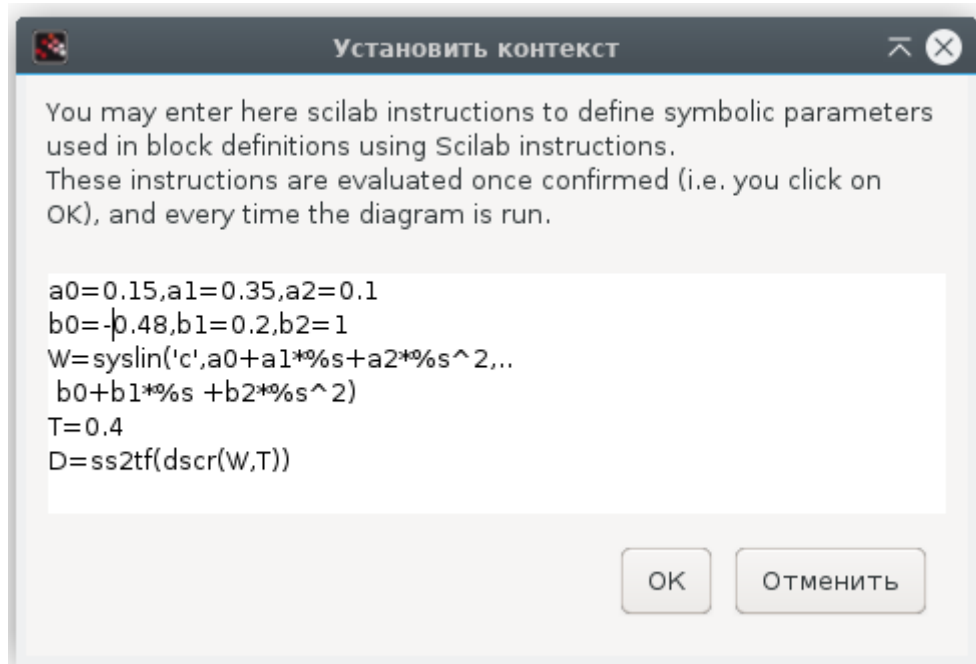 Установить контекст
You may enter here scilab instructions to define symbolic parameters
used in block definitions using Scilab instructions.
These instructions are evaluated once confirmed (i.e. you click on
OK), and every time the diagram is run.
a0=0.15,a1=0.35,a2=0.1
b0=-0.48,b1=0.2,b2=1
W=syslin('c',a0+a1*%s+a2*%s^2,..
b0+b1*%s +b2*%s^2)
T=0.4
D=ss2tf(dscr(W,T))
OK Отменить